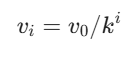 v_i = v_0/k^i